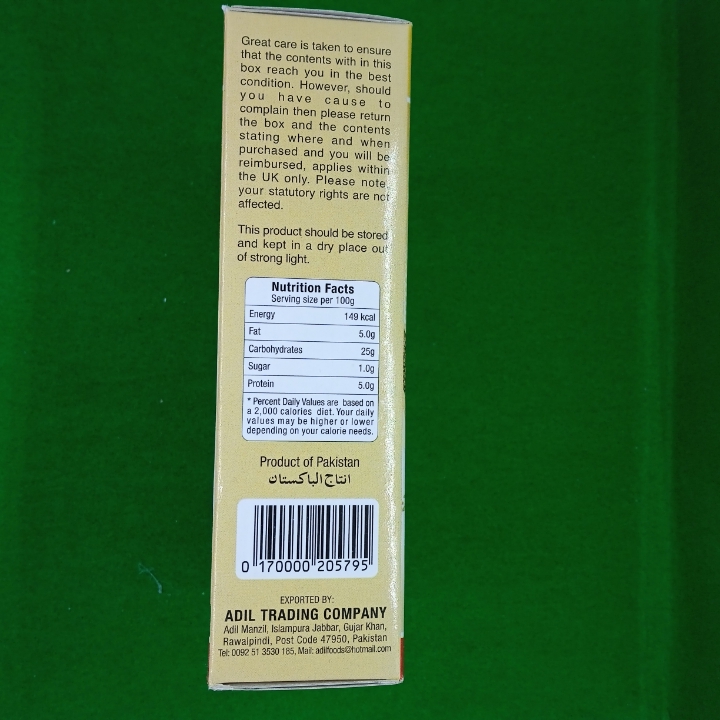 Great care is taken to ensure
that the contents with in this
box reach you in the best
condition. However, should
you have cause to
complain then please return
the box and the contents
stating where and when
purchased and you will be
reimbursed, applies within
the UK only. Please note,
your statutory rights are not
affected.
This product should be stored
and kept in a dry place out
of strong light.
Nutrition Facts
Serving size per 100g
Energy 149 kcal
Fat 5.0g
Carbohydrates 25g
Sugar 1.0g
Protein 5.0g
* Percent Daily Values are based on
a 2,000 calories diet. Your daily
values may be higher or lower
depending on your calorie needs.
Product of Pakistan
انتاج الباكستان
0 170000 205795
EXPORTED BY:
ADIL TRADING COMPANY
Adil Manzil, Islampura Jabbar, Gujar Khan,
Rawalpindi, Post Code 47950, Pakistan
Tel: 0092 51 3530 185, Mail: adilfoods@hotmail.com